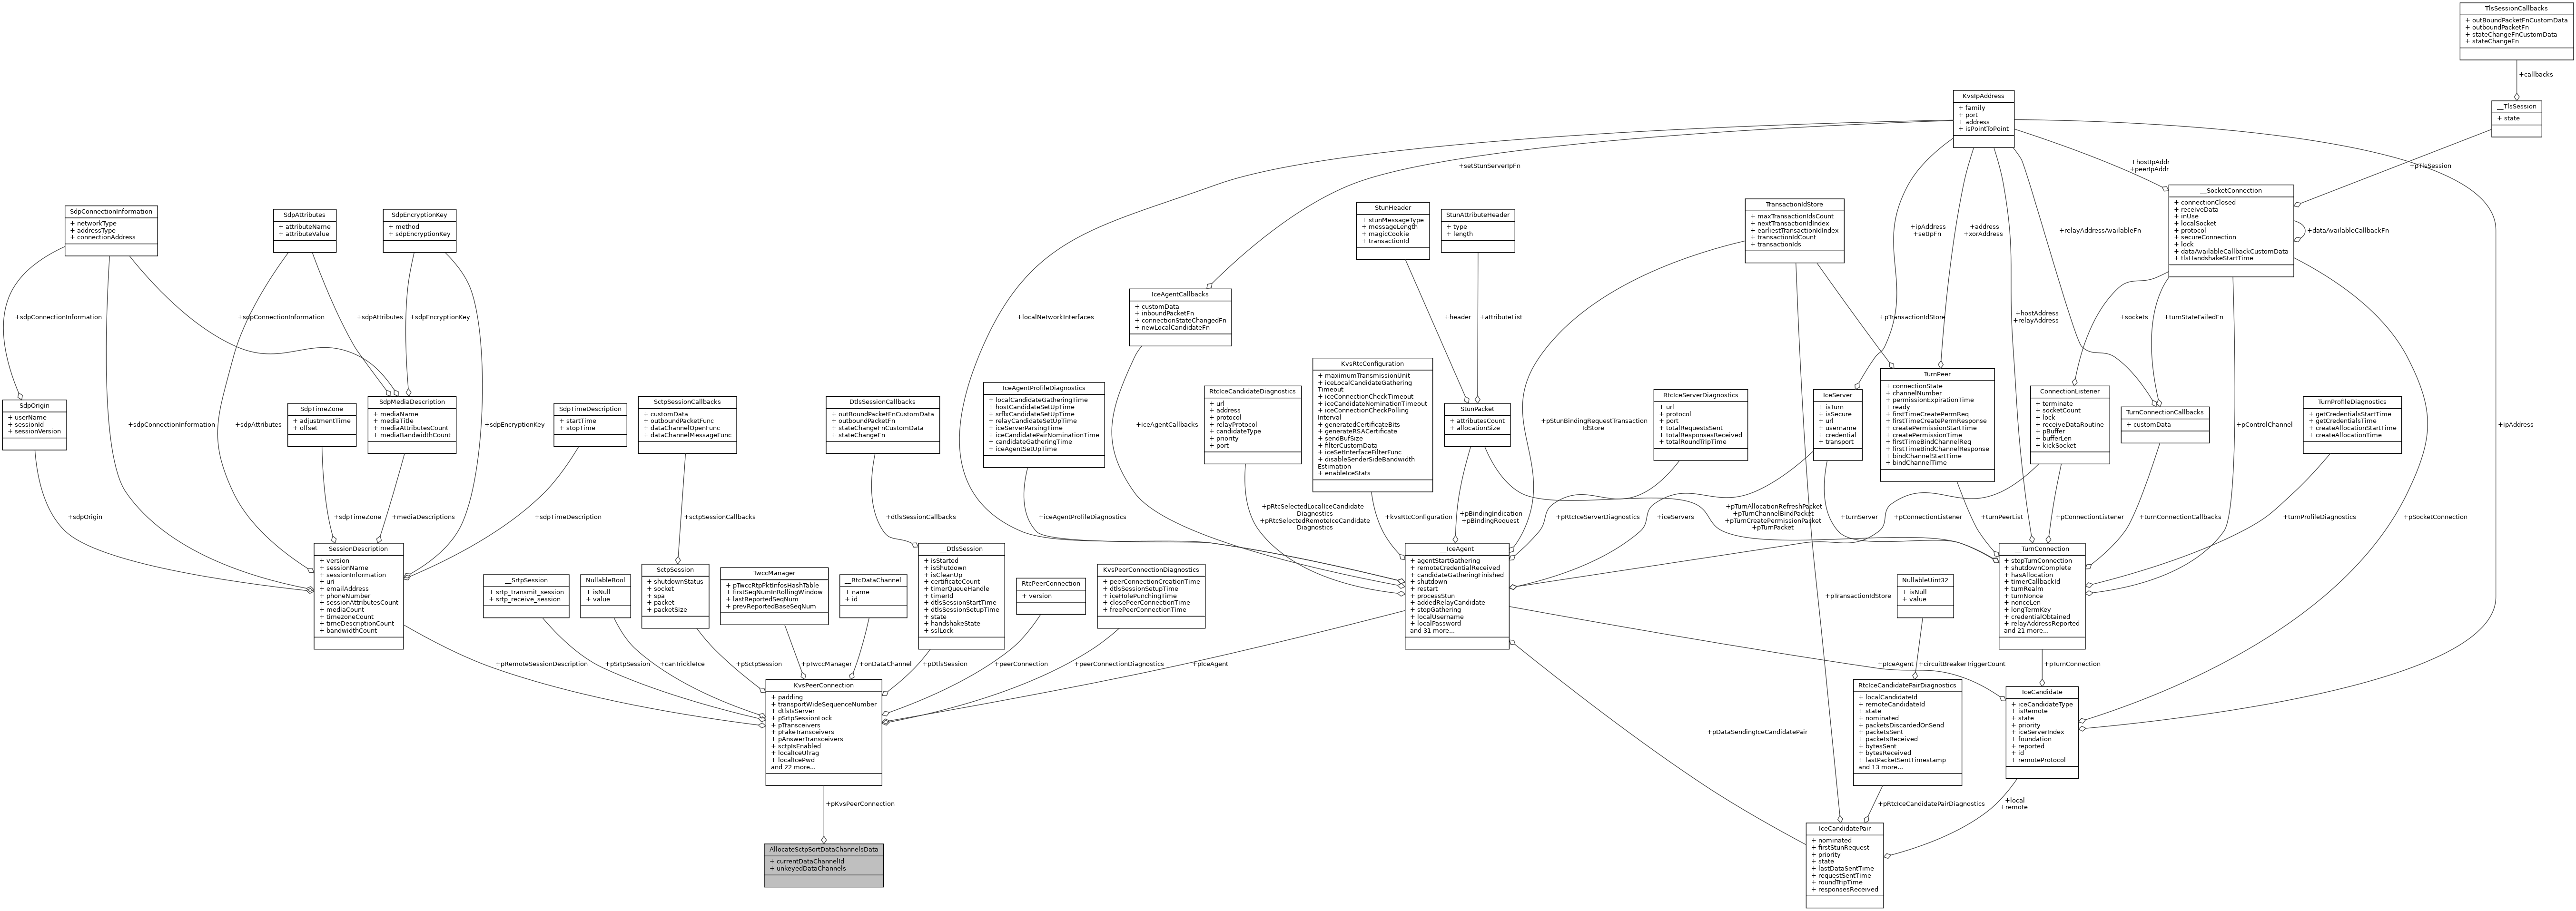 TlsSessionCallbacks
+ outBoundPacketFnCustomData
+ outboundPacketFn
+ stateChangeFnCustomData
+ stateChangeFn
+callbacks
__TlsSession
+ state
KvsIpAddress
+ family
+ port
+ address
+ isPointToPoint
+pTlsSession
+hostIpAddr
+peerIpAddr
+setStunServerIpFn
__SocketConnection
+ connectionClosed
+ receiveData
+ inUse
+ localSocket
+ protocol
+ secureConnection
+ lock
+ dataAvailableCallbackCustomData
+ tlsHandshakeStartTime
+dataAvailableCallbackFn
SdpConnectionInformation
+ networkType
+ addressType
+ connectionAddress
SdpAttributes
+ attributeName
+ attributeValue
SdpEncryptionKey
+ method
+ sdpEncryptionKey
StunHeader
+ stunMessageType
+ messageLength
+ magicCookie
+ transactionId
StunAttributeHeader
+ type
+ length
TransactionIdStore
+ maxTransactionIdsCount
+ nextTransactionIdIndex
+ earliestTransactionIdIndex
+ transactionIdCount
+ transactionIds
+ipAddress
+setIpFn
+address
+xorAddress
+relayAddressAvailableFn
IceAgentCallbacks
+ customData
+ inboundPacketFn
+ connectionStateChangedFn
+ newLocalCandidateFn
+sdpConnectionInformation
+sdpConnectionInformation
+sdpAttributes
+sdpEncryptionKey
+localNetworkInterfaces
+header
+attributeList
+pTransactionIdStore
+hostAddress
+relayAddress
+sockets
+turnStateFailedFn
SdpOrigin
+ userName
+ sessionId
+ sessionVersion
SdpTimeZone
+ adjustmentTime
+ offset
SdpMediaDescription
+ mediaName
+ mediaTitle
+ mediaAttributesCount
+ mediaBandwidthCount
SdpTimeDescription
+ startTime
+ stopTime
SctpSessionCallbacks
+ customData
+ outboundPacketFunc
+ dataChannelOpenFunc
+ dataChannelMessageFunc
DtlsSessionCallbacks
+ outBoundPacketFnCustomData
+ outboundPacketFn
+ stateChangeFnCustomData
+ stateChangeFn
IceAgentProfileDiagnostics
+ localCandidateGatheringTime
+ hostCandidateSetUpTime
+ srflxCandidateSetUpTime
+ relayCandidateSetUpTime
+ iceServerParsingTime
+ iceCandidatePairNominationTime
+ candidateGatheringTime
+ iceAgentSetUpTime
RtcIceCandidateDiagnostics
+ url
+ address
+ protocol
+ relayProtocol
+ candidateType
+ priority
+ port
KvsRtcConfiguration
+ maximumTransmissionUnit
+ iceLocalCandidateGathering
Timeout
+ iceConnectionCheckTimeout
+ iceCandidateNominationTimeout
+ iceConnectionCheckPolling
Interval
+ generatedCertificateBits
+ generateRSACertificate
+ sendBufSize
+ filterCustomData
+ iceSetInterfaceFilterFunc
+ disableSenderSideBandwidth
Estimation
+ enableIceStats
StunPacket
+ attributesCount
+ allocationSize
RtcIceServerDiagnostics
+ url
+ protocol
+ port
+ totalRequestsSent
+ totalResponsesReceived
+ totalRoundTripTime
IceServer
+ isTurn
+ isSecure
+ url
+ username
+ credential
+ transport
TurnPeer
+ connectionState
+ channelNumber
+ permissionExpirationTime
+ ready
+ firstTimeCreatePermReq
+ firstTimeCreatePermResponse
+ createPermissionStartTime
+ createPermissionTime
+ firstTimeBindChannelReq
+ firstTimeBindChannelResponse
+ bindChannelStartTime
+ bindChannelTime
ConnectionListener
+ terminate
+ socketCount
+ lock
+ receiveDataRoutine
+ pBuffer
+ bufferLen
+ kickSocket
TurnConnectionCallbacks
+ customData
TurnProfileDiagnostics
+ getCredentialsStartTime
+ getCredentialsTime
+ createAllocationStartTime
+ createAllocationTime
+sdpConnectionInformation
+sdpAttributes
+sdpEncryptionKey
+iceAgentCallbacks
+pStunBindingRequestTransaction
IdStore
+pControlChannel
+ipAddress
+sdpOrigin
+sdpTimeZone
+mediaDescriptions
+sdpTimeDescription
+sctpSessionCallbacks
+dtlsSessionCallbacks
+iceAgentProfileDiagnostics
+pRtcSelectedLocalIceCandidate
Diagnostics
+pRtcSelectedRemoteIceCandidate
Diagnostics
+kvsRtcConfiguration
+pBindingIndication
+pBindingRequest
+pRtcIceServerDiagnostics
+iceServers
+pTurnAllocationRefreshPacket
+pTurnChannelBindPacket
+pTurnCreatePermissionPacket
+pTurnPacket
+turnServer
+pConnectionListener
+turnPeerList
+pConnectionListener
+turnConnectionCallbacks
+turnProfileDiagnostics
+pSocketConnection
SessionDescription
+ version
+ sessionName
+ sessionInformation
+ uri
+ emailAddress
+ phoneNumber
+ sessionAttributesCount
+ mediaCount
+ timezoneCount
+ timeDescriptionCount
+ bandwidthCount
__SrtpSession
+ srtp_transmit_session
+ srtp_receive_session
NullableBool
+ isNull
+ value
SctpSession
+ shutdownStatus
+ socket
+ spa
+ packet
+ packetSize
TwccManager
+ pTwccRtpPktInfosHashTable
+ firstSeqNumInRollingWindow
+ lastReportedSeqNum
+ prevReportedBaseSeqNum
__RtcDataChannel
+ name
+ id
__DtlsSession
+ isStarted
+ isShutdown
+ isCleanUp
+ certificateCount
+ timerQueueHandle
+ timerId
+ dtlsSessionStartTime
+ dtlsSessionSetupTime
+ state
+ handshakeState
+ sslLock
RtcPeerConnection
+ version
KvsPeerConnectionDiagnostics
+ peerConnectionCreationTime
+ dtlsSessionSetupTime
+ iceHolePunchingTime
+ closePeerConnectionTime
+ freePeerConnectionTime
__IceAgent
+ agentStartGathering
+ remoteCredentialReceived
+ candidateGatheringFinished
+ shutdown
+ restart
+ processStun
+ addedRelayCandidate
+ stopGathering
+ localUsername
+ localPassword
and 31 more...
+pTransactionIdStore
NullableUint32
+ isNull
+ value
__TurnConnection
+ stopTurnConnection
+ shutdownComplete
+ hasAllocation
+ timerCallbackId
+ turnRealm
+ turnNonce
+ nonceLen
+ longTermKey
+ credentialObtained
+ relayAddressReported
and 21 more...
+pRemoteSessionDescription
+pSrtpSession
+canTrickleIce
+pSctpSession
+pTwccManager
+onDataChannel
+pDtlsSession
+peerConnection
+peerConnectionDiagnostics
+pIceAgent
+pIceAgent
+circuitBreakerTriggerCount
+pTurnConnection
KvsPeerConnection
+ padding
+ transportWideSequenceNumber
+ dtlsIsServer
+ pSrtpSessionLock
+ pTransceivers
+ pFakeTransceivers
+ pAnswerTransceivers
+ sctpIsEnabled
+ localIceUfrag
+ localIcePwd
and 22 more...
+pDataSendingIceCandidatePair
RtcIceCandidatePairDiagnostics
+ localCandidateId
+ remoteCandidateId
+ state
+ nominated
+ packetsDiscardedOnSend
+ packetsSent
+ packetsReceived
+ bytesSent
+ bytesReceived
+ lastPacketSentTimestamp
and 13 more...
IceCandidate
+ iceCandidateType
+ isRemote
+ state
+ priority
+ iceServerIndex
+ foundation
+ reported
+ id
+ remoteProtocol
+pKvsPeerConnection
+pRtcIceCandidatePairDiagnostics
+local
+remote
AllocateSctpSortDataChannelsData
+ currentDataChannelId
+ unkeyedDataChannels
IceCandidatePair
+ nominated
+ firstStunRequest
+ priority
+ state
+ lastDataSentTime
+ requestSentTime
+ roundTripTime
+ responsesReceived